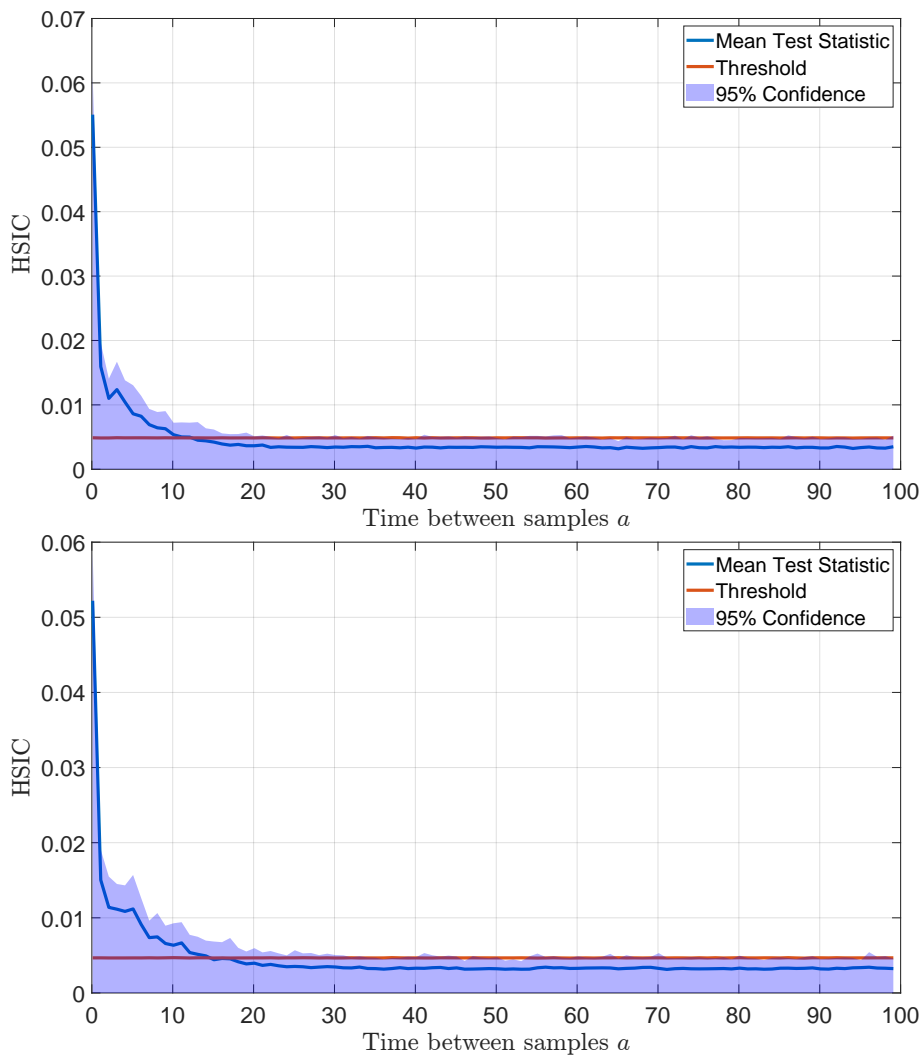 0.07
0.06
0.05
0.04
0.03
0.02
0.01
0
HSIC
Mean Test Statistic
Threshold
95% Confidence
0 10 20 30 40 50 60 70 80 90 100
Time between samples a
0.06
0.05
0.04
0.03
0.02
0.01
0
HSIC
Mean Test Statistic
Threshold
95% Confidence
0 10 20 30 40 50 60 70 80 90 100
Time between samples a